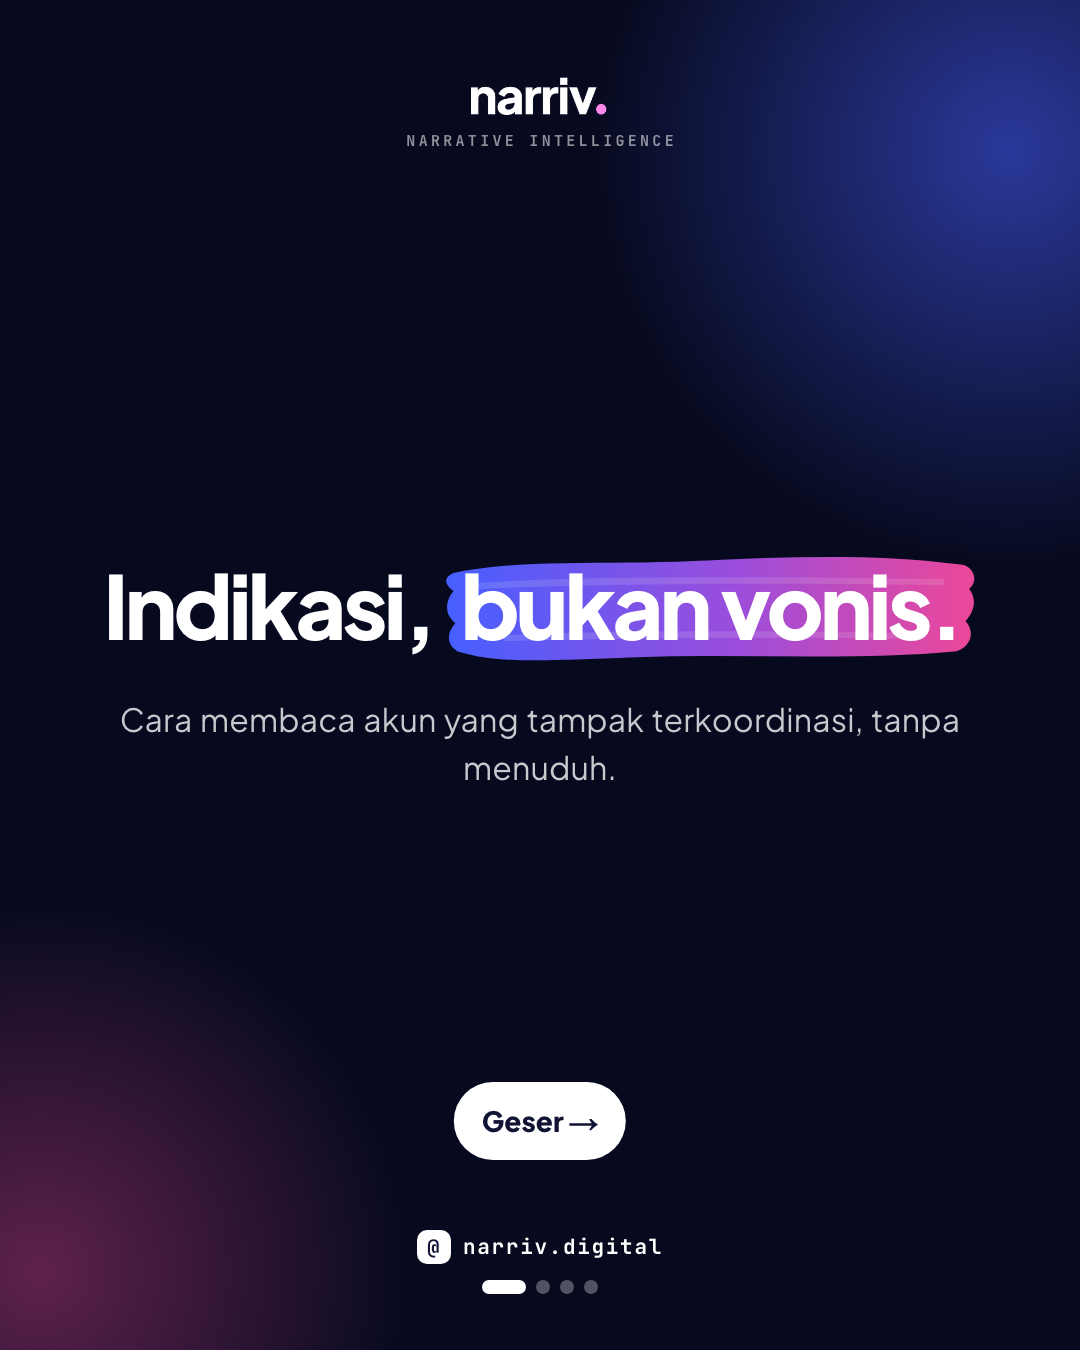 narriv.
NARRATIVE INTELLIGENCE
Indikasi, bukan vonis.
Cara membaca akun yang tampak terkoordinasi, tanpa
menuduh.
Geser →
@ narriv.digital